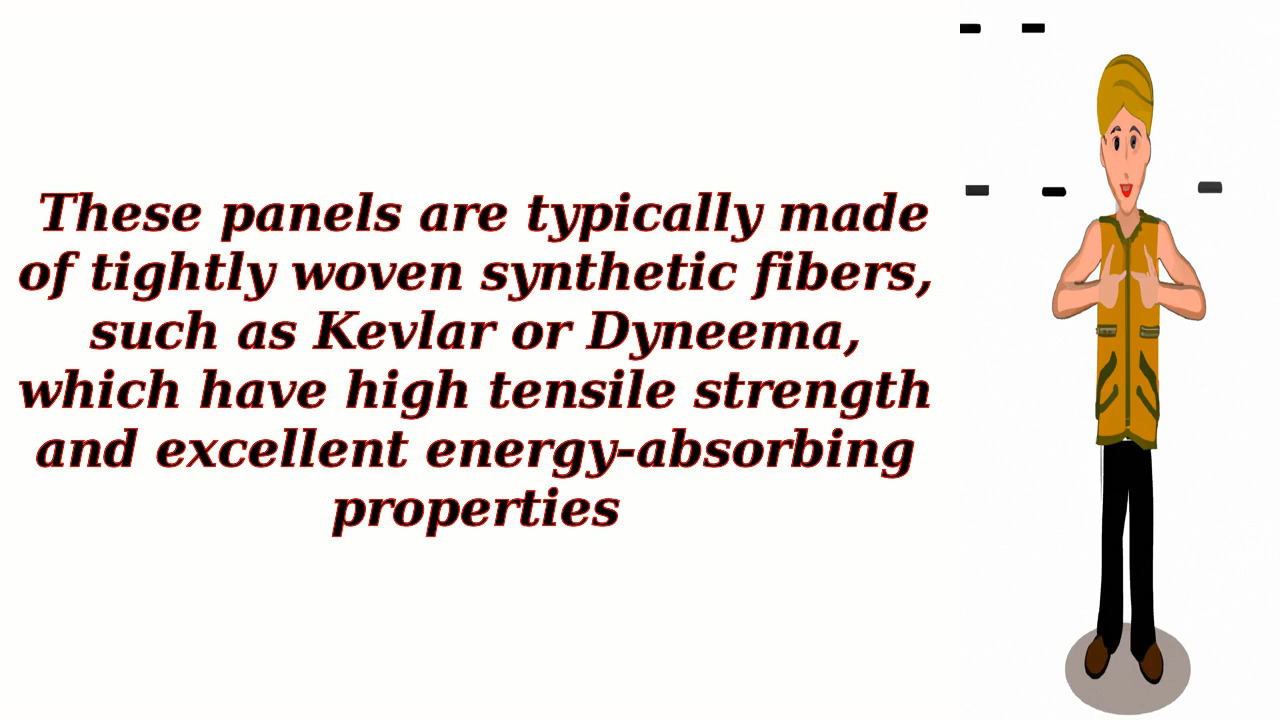 These panels are typically made
of tightly woven synthetic fibers,
such as Kevlar or Dyneema,
which have high tensile strength
and excellent energy-absorbing
properties